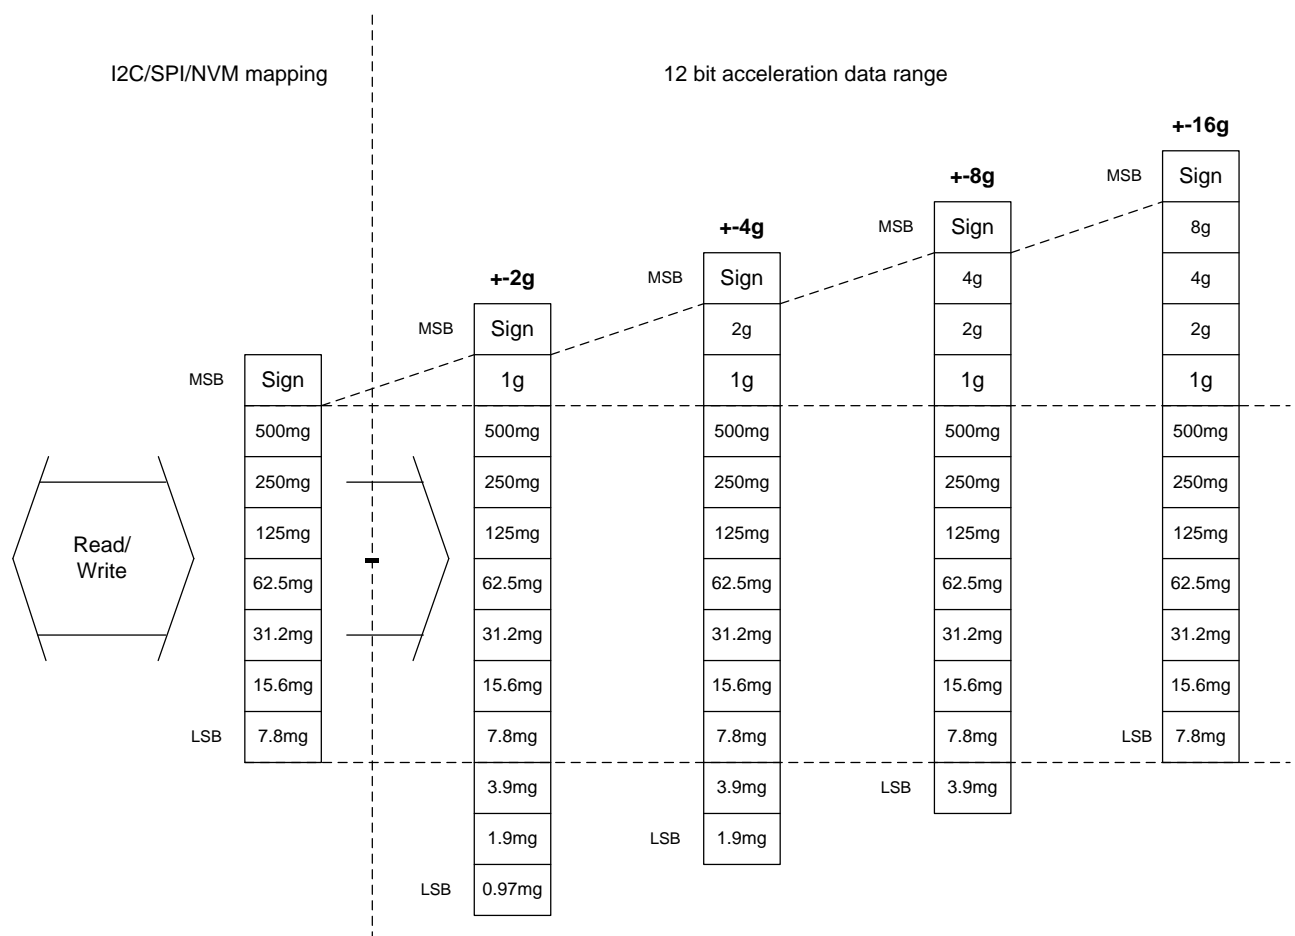 I2C/SPI/NVM mapping
12 bit acceleration data range
Read/
Write
MSB
Sign
500mg
250mg
125mg
62.5mg
31.2mg
15.6mg
LSB
7.8mg
+-2g
MSB
Sign
1g
500mg
250mg
125mg
62.5mg
31.2mg
15.6mg
7.8mg
3.9mg
1.9mg
LSB
0.97mg
+-4g
MSB
Sign
2g
1g
500mg
250mg
125mg
62.5mg
31.2mg
15.6mg
7.8mg
3.9mg
LSB
1.9mg
+-8g
MSB
Sign
4g
2g
1g
500mg
250mg
125mg
62.5mg
31.2mg
15.6mg
7.8mg
LSB
3.9mg
+-16g
MSB
Sign
8g
4g
2g
1g
500mg
250mg
125mg
62.5mg
31.2mg
15.6mg
LSB
7.8mg